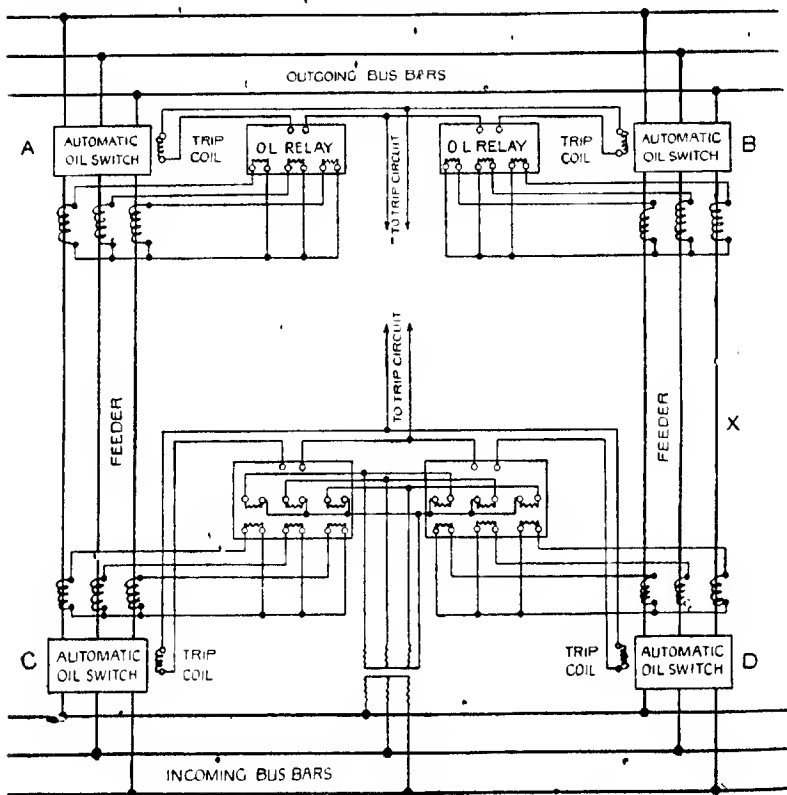 OUTGOING BUS BARS
A
AUTOMATIC
OIL SWITCH
TRIP
COIL
O L RELAY
TO TRIP CIRCUIT
O L RELAY
TRIP
COIL
AUTOMATIC
OIL SWITCH
B
FEEDER
TO TRIP CIRCUIT
FEEDER
X
C
AUTOMATIC
OIL SWITCH
TRIP
COIL
TRIP
COIL
AUTOMATIC
OIL SWITCH
D
INCOMING BUS BARS